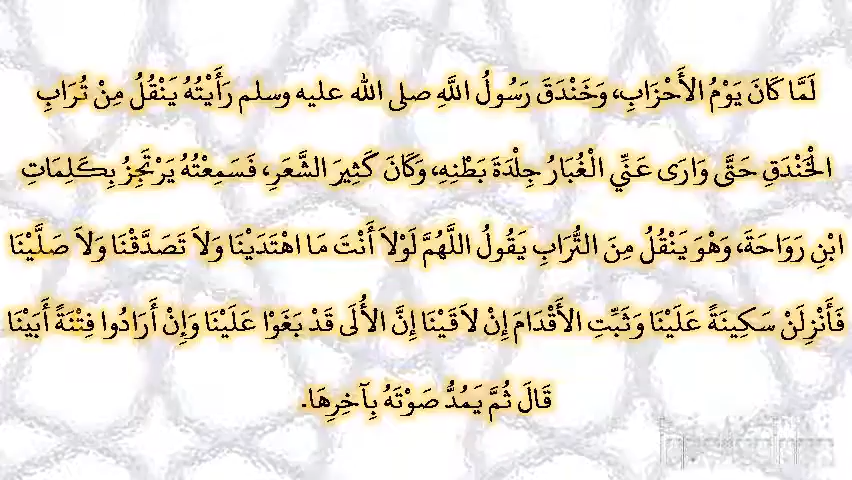 لَمَّا كَانَ يَوْمُ الأَحْزَابِ، وَخَنْدَقَ رَسُولُ اللَّهِ صلى الله عليه وسلم رَأَيْتُهُ يَنْقُلُ مِنْ تُرَابِ
الْخَنْدَقِ حَتَّى وَارَى عَنِّي الْغُبَارُ جِلْدَةَ بَطْنِهِ، وَكَانَ كَثِيرَ الشَّعَرِ، فَسَمِعْتُهُ يَرْتَجِزُ بِكَلِمَاتِ
ابْنِ رَوَاحَةَ، وَهْوَ يَنْقُلُ مِنَ التُّرَابِ يَقُولُ اللَّهُمَّ لَوْلاَ أَنْتَ مَا اهْتَدَيْنَا وَلاَ تَصَدَّقْنَا وَلاَ صَلَّيْنَا
فَأَنْزِلَنْ سَكِينَةً عَلَيْنَا وَثَبِّتِ الأَقْدَامَ إِنْ لاَقَيْنَا إِنَّ الأُلَى قَدْ بَغَوْا عَلَيْنَا وَإِنْ أَرَادُوا فِتْنَةً أَبَيْنَا
قَالَ ثُمَّ يَمُدُّ صَوْتَهُ بِآخِرِهَا.